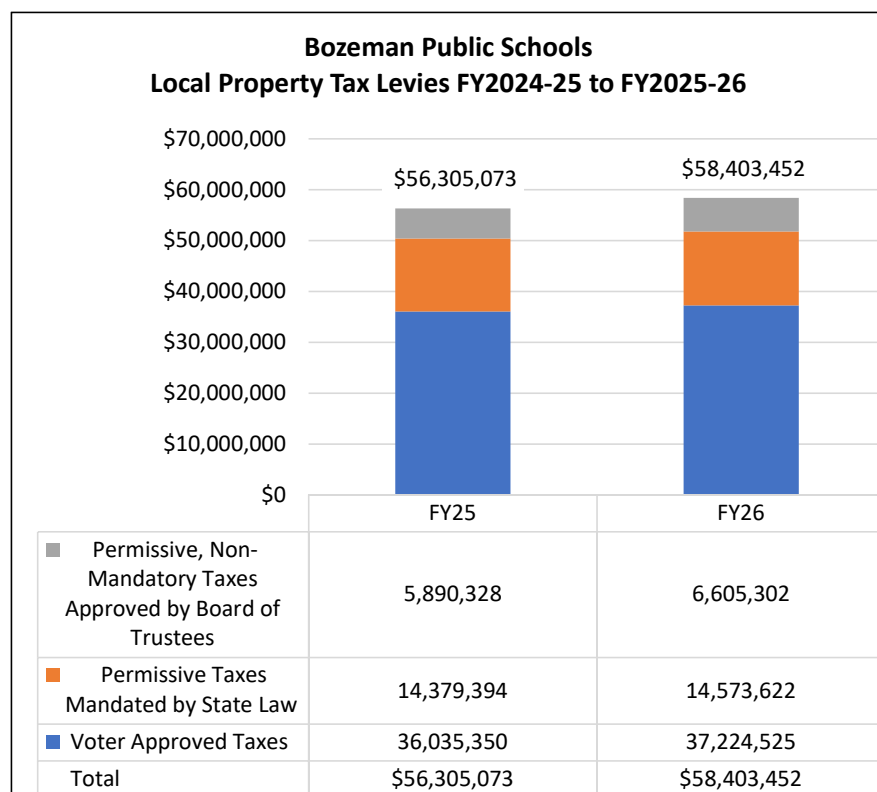 Bozeman Public Schools
Local Property Tax Levies FY2024-25 to FY2025-26
$70,000,000
$60,000,000
$50,000,000
$40,000,000
$30,000,000
$20,000,000
$10,000,000
$0
$56,305,073
$58,403,452
FY25
FY26
Permissive, Non-
Mandatory Taxes
Approved by Board of
Trustees
5,890,328
6,605,302
Permissive Taxes
Mandated by State Law
14,379,394
14,573,622
Voter Approved Taxes
36,035,350
37,224,525
Total
$56,305,073
$58,403,452